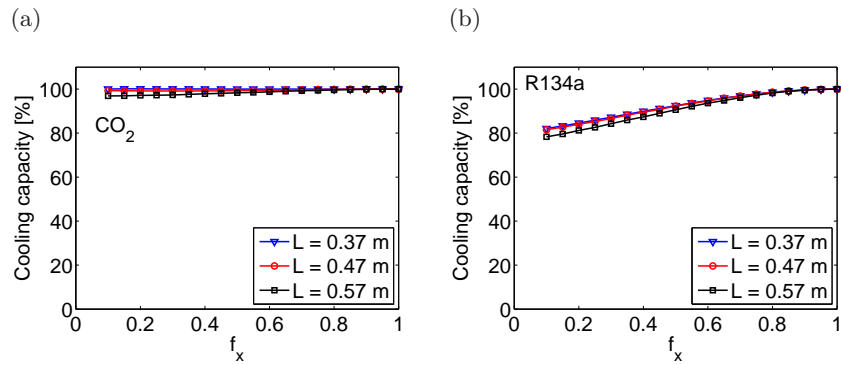 (a)
(b)
Cooling capacity [%]
100
80
60
40
20
0
CO2
L = 0.37 m
L = 0.47 m
L = 0.57 m
0 0.2 0.4 0.6 0.8 1
fx
Cooling capacity [%]
100
80
60
40
20
0
R134a
L = 0.37 m
L = 0.47 m
L = 0.57 m
0 0.2 0.4 0.6 0.8 1
fx